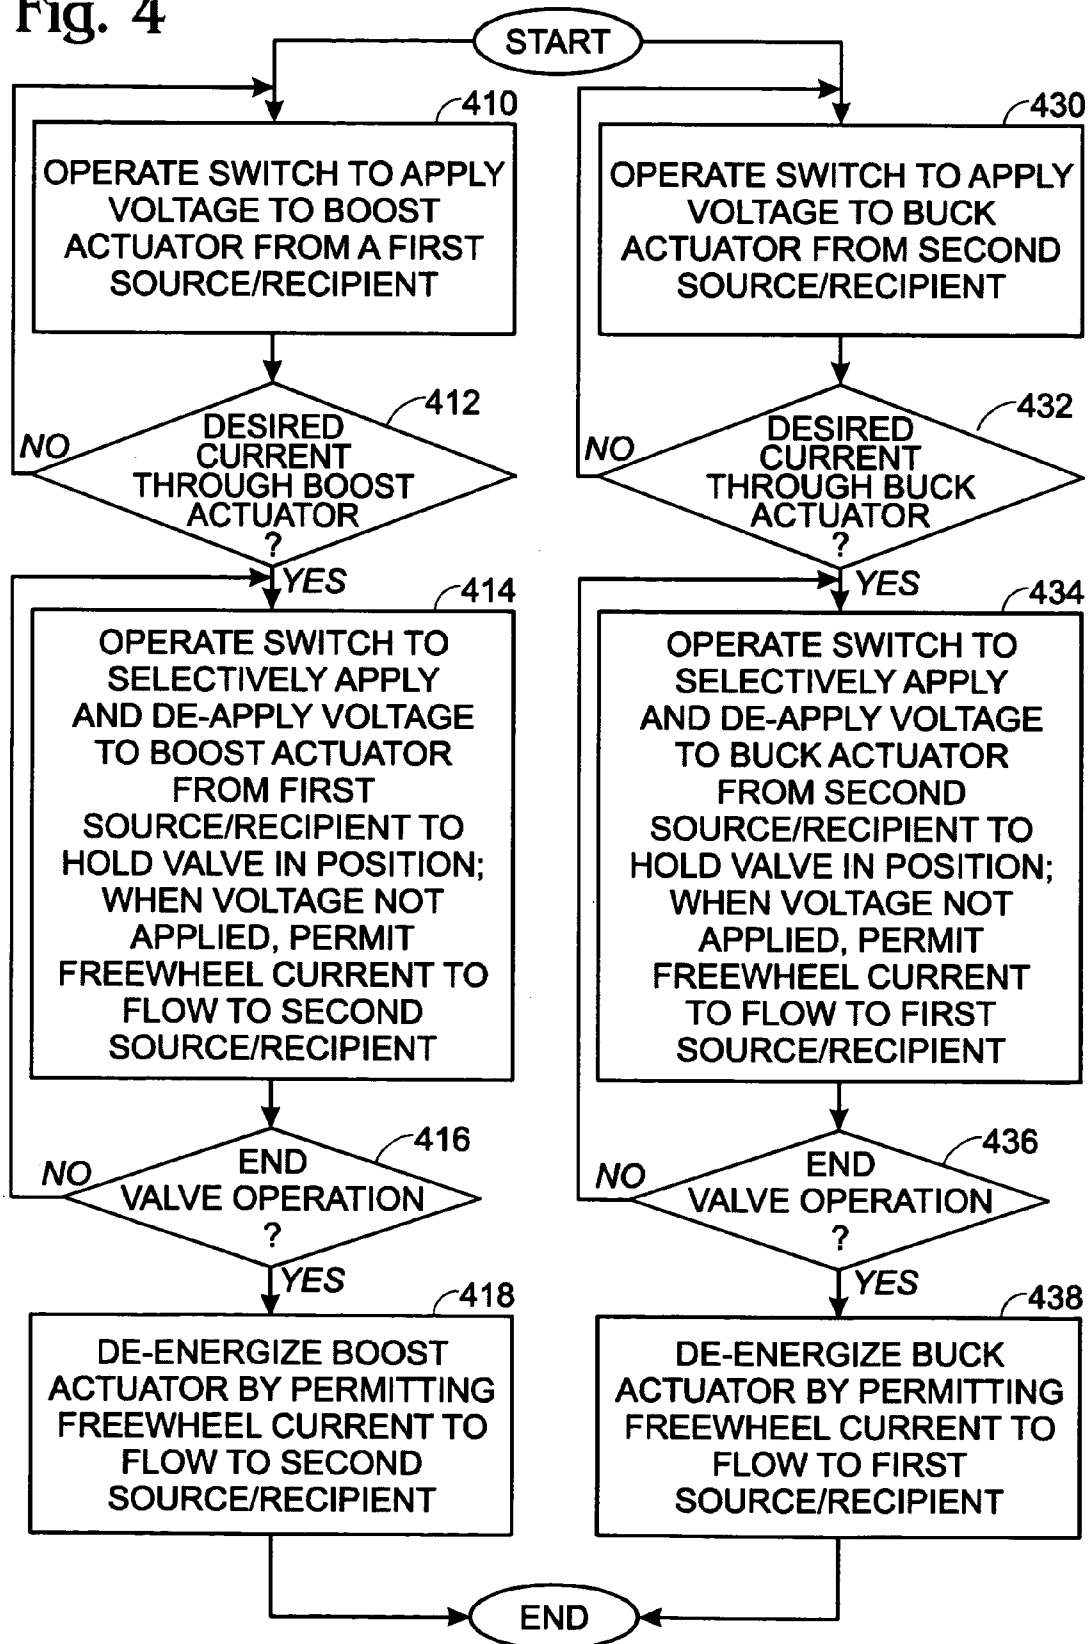 Fig. 4
START
410
OPERATE SWITCH TO APPLY
VOLTAGE TO BOOST
ACTUATOR FROM A FIRST
SOURCE/RECIPIENT
412
DESIRED
CURRENT
THROUGH BOOST
ACTUATOR
?
NO
YES
414
OPERATE SWITCH TO
SELECTIVELY APPLY
AND DE-APPLY VOLTAGE
TO BOOST ACTUATOR
FROM FIRST
SOURCE/RECIPIENT TO
HOLD VALVE IN POSITION;
WHEN VOLTAGE NOT
APPLIED, PERMIT
FREEWHEEL CURRENT TO
FLOW TO SECOND
SOURCE/RECIPIENT
416
END
VALVE OPERATION
?
NO
YES
418
DE-ENERGIZE BOOST
ACTUATOR BY PERMITTING
FREEWHEEL CURRENT TO
FLOW TO SECOND
SOURCE/RECIPIENT
430
OPERATE SWITCH TO APPLY
VOLTAGE TO BUCK
ACTUATOR FROM SECOND
SOURCE/RECIPIENT
432
DESIRED
CURRENT
THROUGH BUCK
ACTUATOR
?
NO
YES
434
OPERATE SWITCH TO
SELECTIVELY APPLY
AND DE-APPLY VOLTAGE
TO BUCK ACTUATOR
FROM SECOND
SOURCE/RECIPIENT TO
HOLD VALVE IN POSITION;
WHEN VOLTAGE NOT
APPLIED, PERMIT
FREEWHEEL CURRENT
TO FLOW TO FIRST
SOURCE/RECIPIENT
436
END
VALVE OPERATION
?
NO
YES
438
DE-ENERGIZE BUCK
ACTUATOR BY PERMITTING
FREEWHEEL CURRENT TO
FLOW TO FIRST
SOURCE/RECIPIENT
END